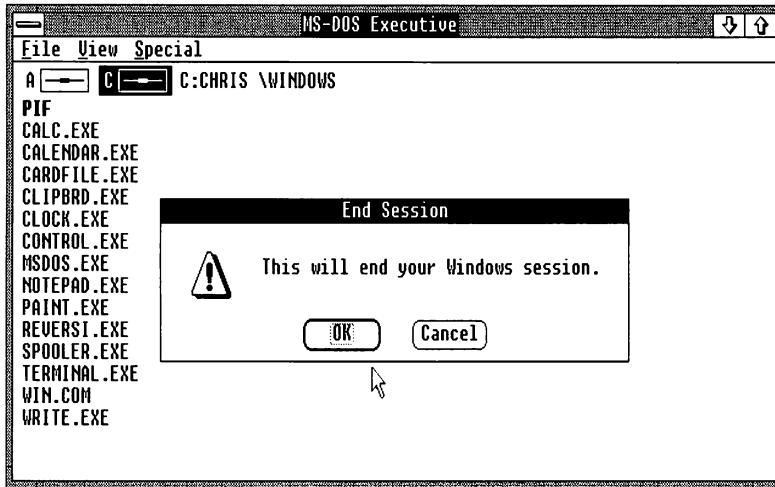 MS-DOS Executive
File View Special
A C C:CHRIS \WINDOWS
PIF
CALC.EXE
CALENDAR.EXE
CARDFILE.EXE
CLIPBRD.EXE
CLOCK.EXE
CONTROL.EXE
MSDOS.EXE
NOTEPAD.EXE
PAINT.EXE
REVERSI.EXE
SPOOLER.EXE
TERMINAL.EXE
WIN.COM
WRITE.EXE
End Session
This will end your Windows session.
OK Cancel